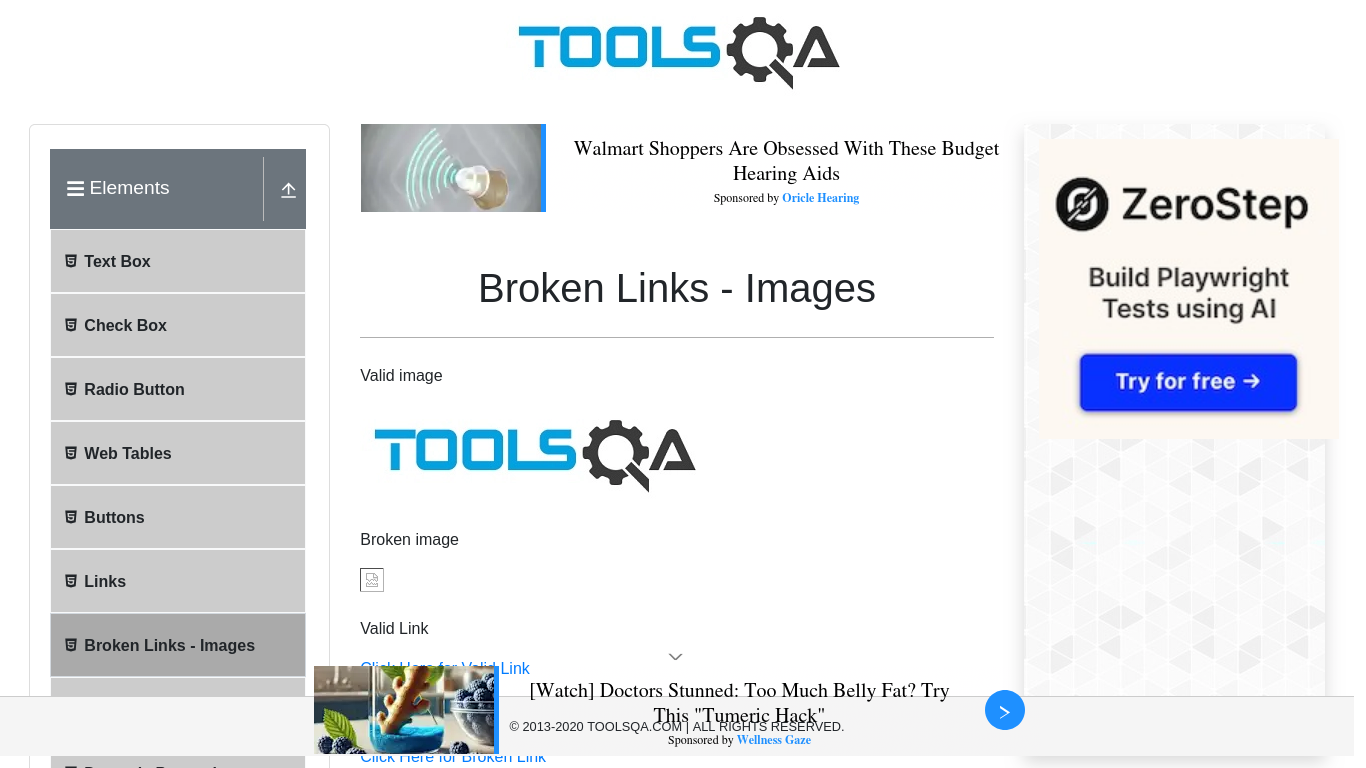 TOOLSQA
Elements
Text Box
Check Box
Radio Button
Web Tables
Buttons
Links
Broken Links - Images
Walmart Shoppers Are Obsessed With These Budget
Hearing Aids
Sponsored by Oricle Hearing
Broken Links - Images
Valid image
TOOLSQA
Broken image
Valid Link
Click Here for Valid Link
[Watch] Doctors Stunned: Too Much Belly Fat? Try
This "Tumeric Hack"
© 2013-2020 TOOLSQA.COM | ALL RIGHTS RESERVED.
Sponsored by Wellness Gaze
Click Here for Broken Link
ZeroStep
Build Playwright
Tests using AI
Try for free →